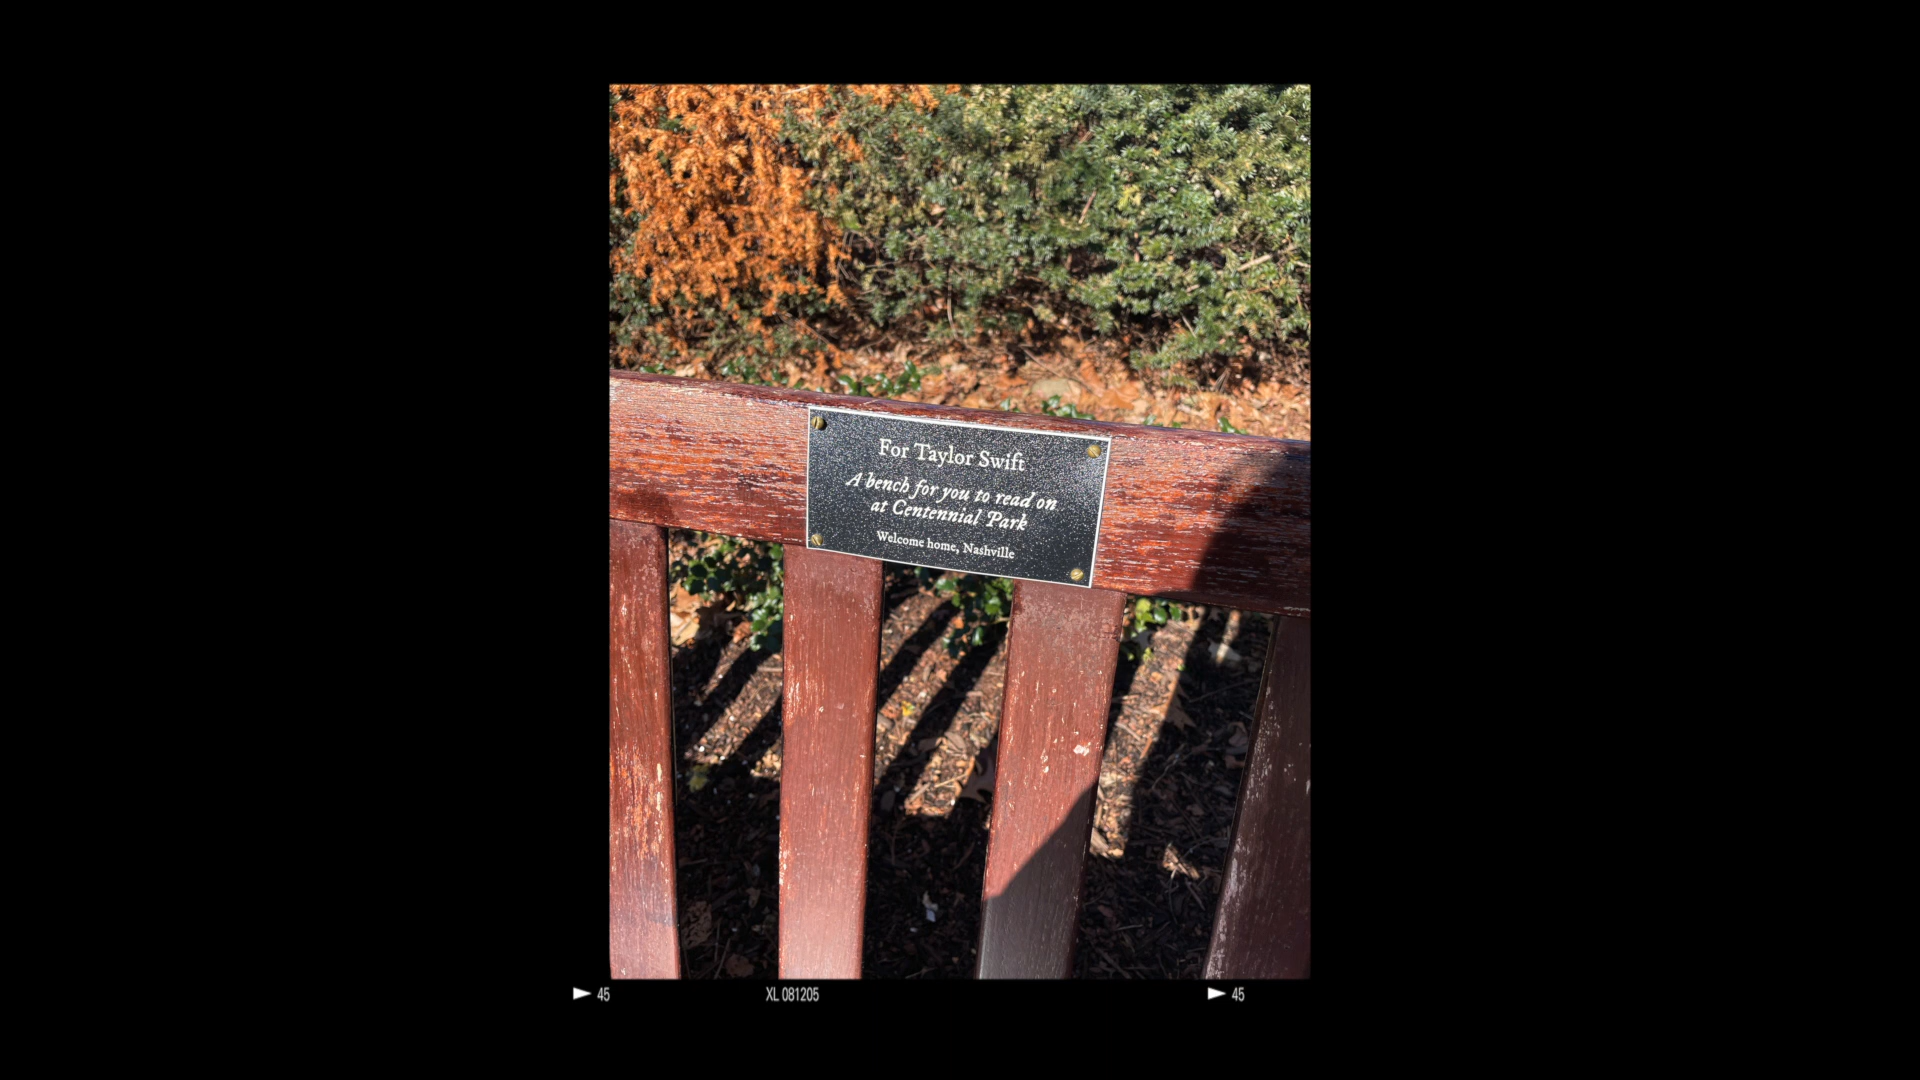 For Taylor Swift
A bench for you to read on
at Centennial Park
Welcome home, Nashville
45 XL 081205 45